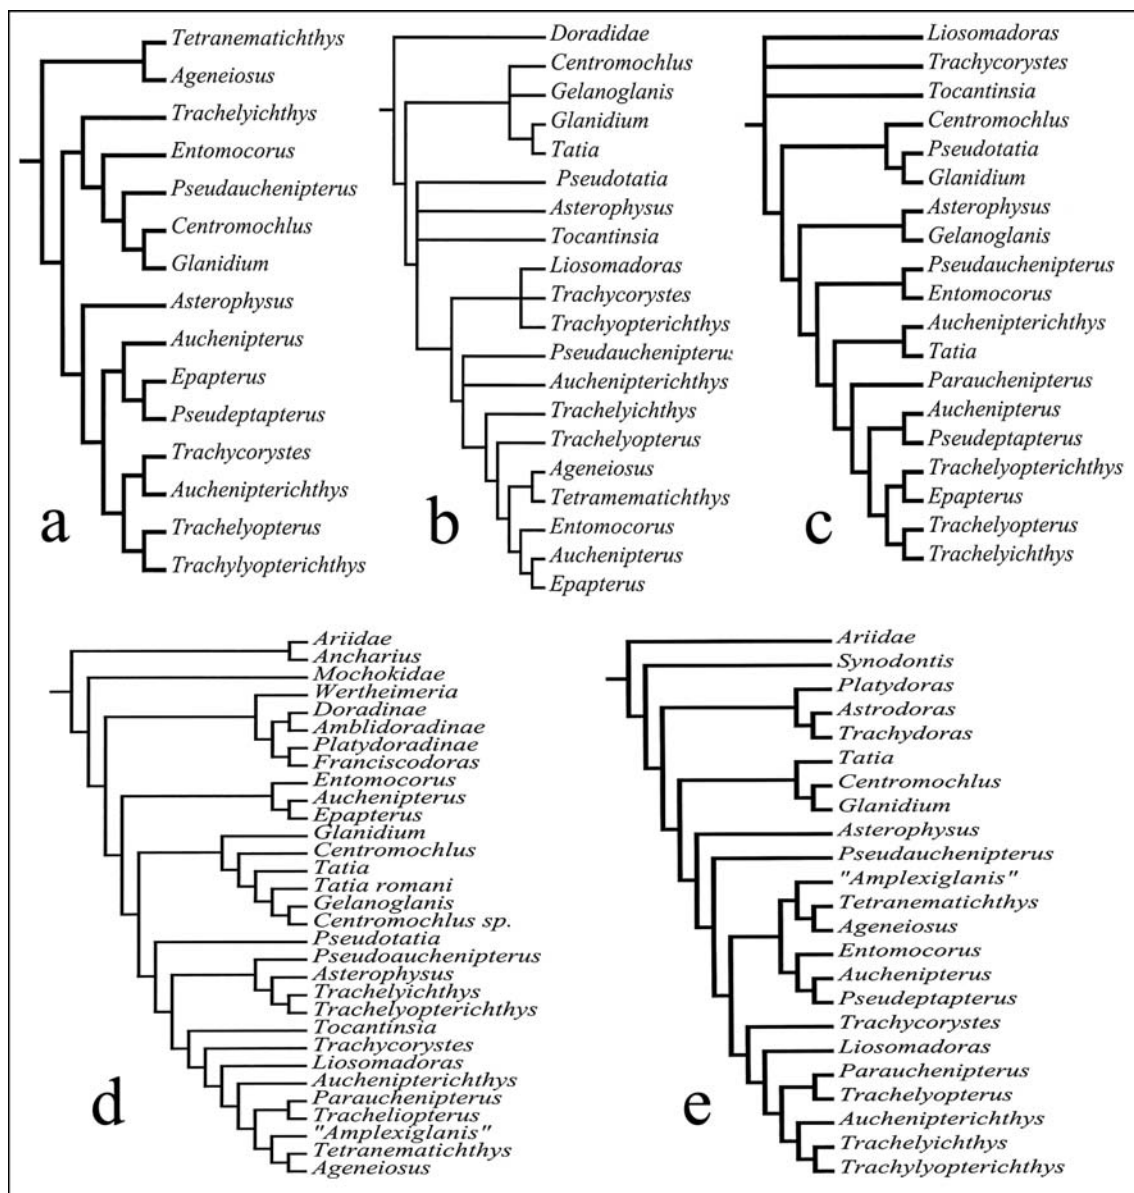 Tetranematichthys
Ageneiosus
Trachelyichthys
Entomocorus
Pseudauchenipterus
Centromochlus
Glanidium
Asterophysus
Auchenipterus
Epapterus
Pseudeptapterus
Trachycorystes
Auchenipterichthys
Trachelyopterus
Trachylyopterichthys
a
Doradidae
Centromochlus
Gelanoglanis
Glanidium
Tatia
Pseudotatia
Asterophysus
Tocantinsia
Liosomadoras
Trachycorystes
Trachyopterichthys
Pseudauchenipterus
Auchenipterichthys
Trachelyichthys
Trachelyopterus
Ageneiosus
Tetramematichthys
Entomocorus
Auchenipterus
Epapterus
b
Liosomadoras
Trachycorystes
Tocantinsia
Centromochlus
Pseudotatia
Glanidium
Asterophysus
Gelanoglanis
Pseudauchenipterus
Entomocorus
Auchenipterichthys
Tatia
Parauchenipterus
Auchenipterus
Pseudeptapterus
Trachelyopterichthys
Epapterus
Trachelyopterus
Trachelyichthys
c
Ariidae
Ancharius
Mochokidae
Wertheimeria
Doradinae
Amblidoradinae
Platydoradinae
Franciscodoras
Entomocorus
Auchenipterus
Epapterus
Glanidium
Centromochlus
Tatia
Tatia romani
Gelanoglanis
Centromochlus sp.
Pseudotatia
Pseudoauchenipterus
Asterophysus
Trachelyichthys
Trachelyopterichthys
Tocantinsia
Trachycorystes
Liosomadoras
Auchenipterichthys
Parauchenipterus
Tracheliopterus
"Amplexiglanis"
Tetranematichthys
Ageneiosus
d
Ariidae
Synodontis
Platydoras
Astrodoras
Trachydoras
Tatia
Centromochlus
Glanidium
Asterophysus
Pseudauchenipterus
"Amplexiglanis"
Tetranematichthys
Ageneiosus
Entomocorus
Auchenipterus
Pseudeptapterus
Trachycorystes
Liosomadoras
Parauchenipterus
Trachelyopterus
Auchenipterichthys
Trachelyichthys
Trachylyopterichthys
e